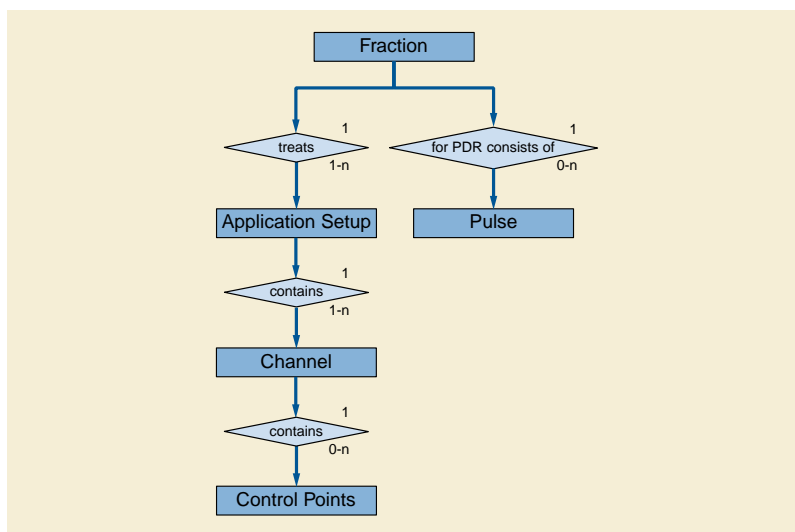 Fraction
1
treats
1-n
1
for PDR consists of
0-n
Application Setup
Pulse
1
contains
1-n
Channel
1
contains
0-n
Control Points